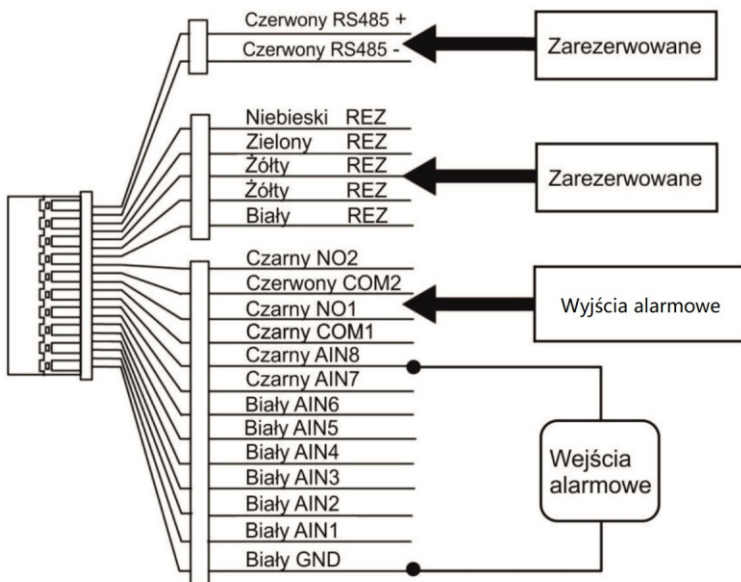 Czerwony RS485 +
Czerwony RS485 -
Zarezerwowane
Niebieski REZ
Zielony REZ
Żółty REZ
Żółty REZ
Biały REZ
Zarezerwowane
Czarny NO2
Czerwony COM2
Czarny NO1
Czarny COM1
Wyjścia alarmowe
Czarny AIN8
Czarny AIN7
Biały AIN6
Biały AIN5
Biały AIN4
Biały AIN3
Biały AIN2
Biały AIN1
Biały GND
Wejścia
alarmowe